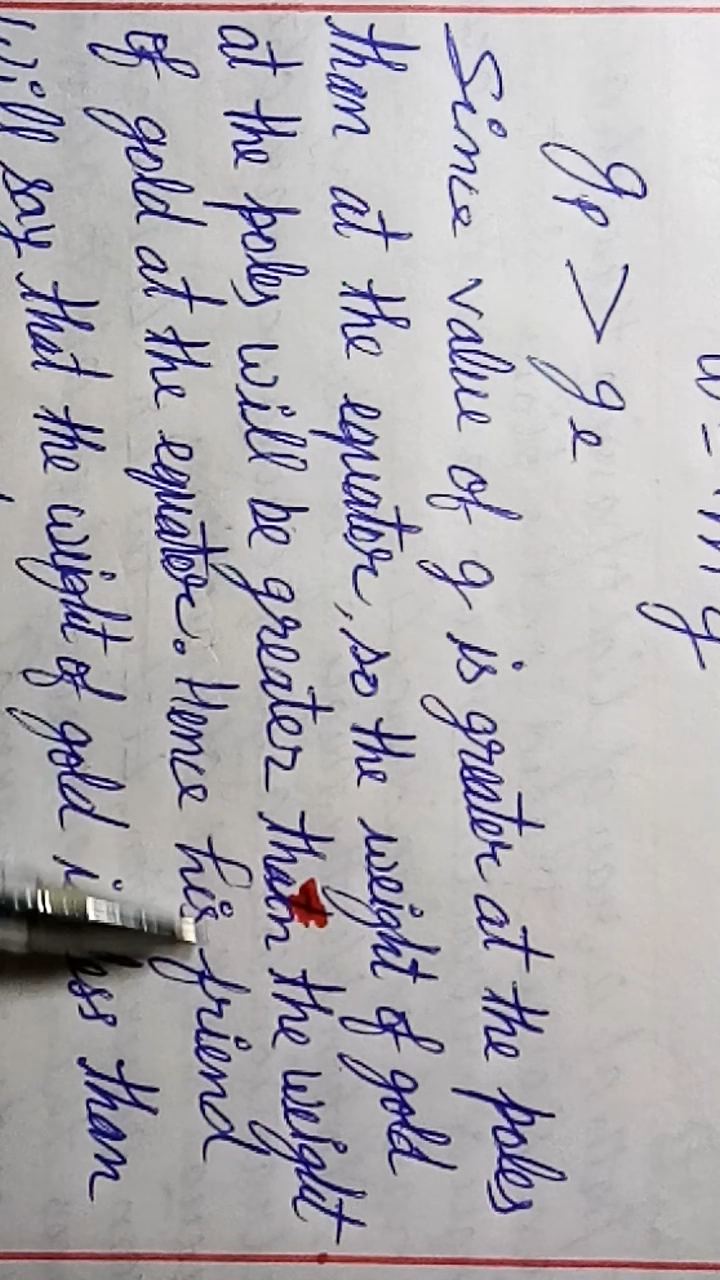 W = mg
gp > ge
Since value of g is greater at the poles
than at the equator, so the weight of gold
at the poles will be greater than the weight
of gold at the equator. Hence his friend
will say that the weight of gold is less than